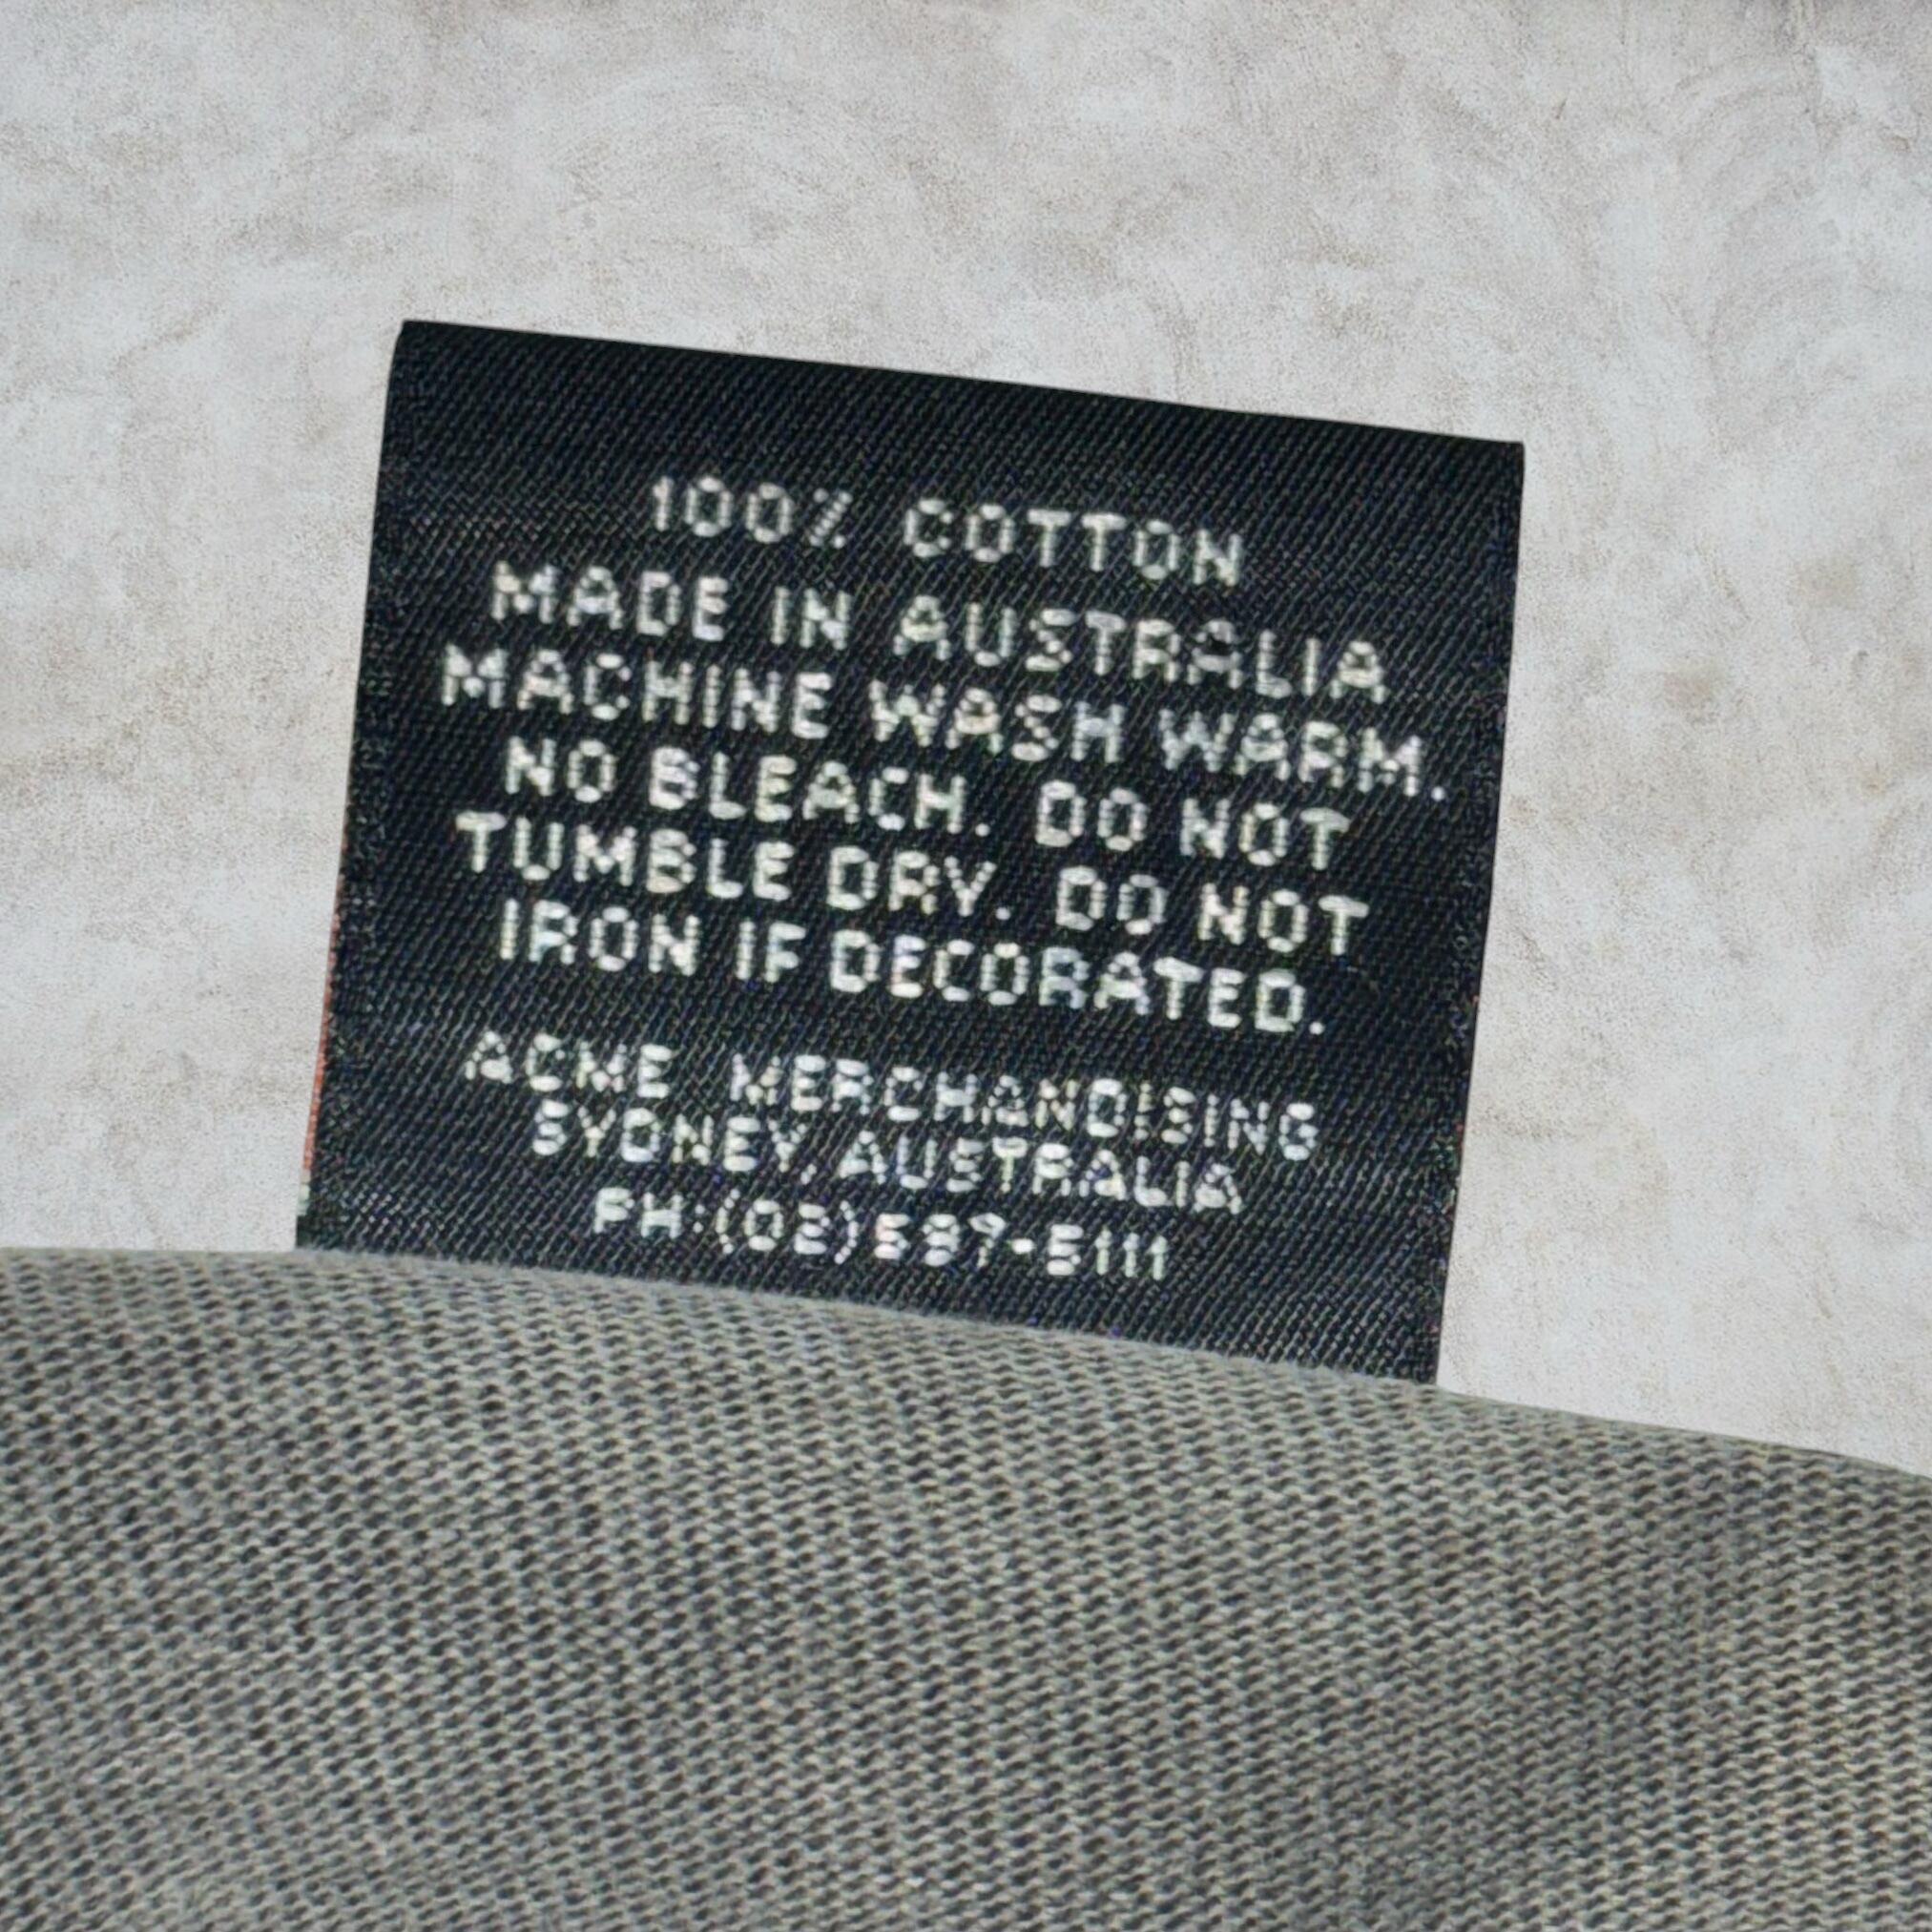 100% COTTON
MADE IN AUSTRALIA
MACHINE WASH WARM.
NO BLEACH. DO NOT
TUMBLE DRY. DO NOT
IRON IF DECORATED.
ACME MERCHANDISING
SYDNEY, AUSTRALIA
PH:(02)597-5111